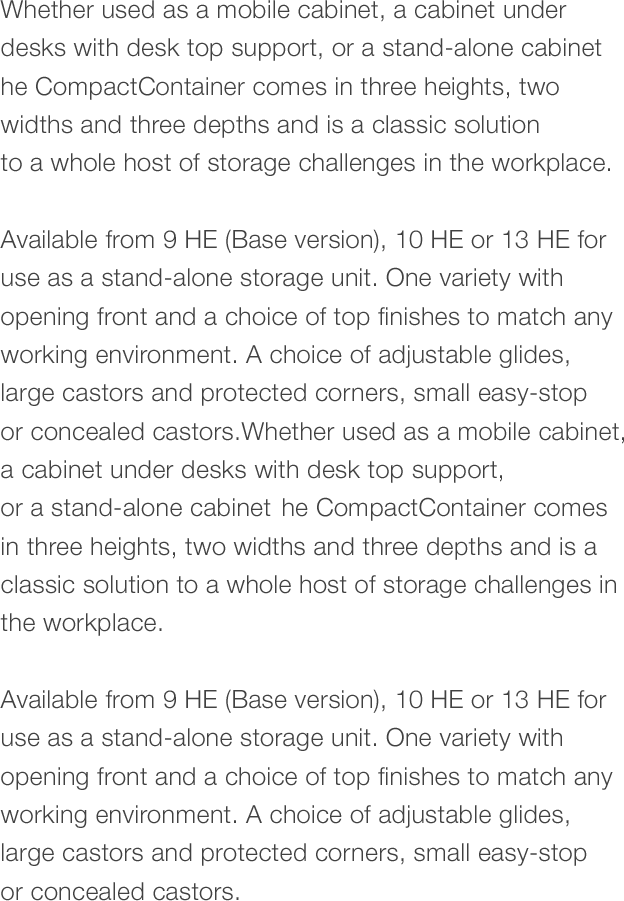 Whether used as a mobile cabinet, a cabinet under
desks with desk top support, or a stand-alone cabinet
he CompactContainer comes in three heights, two
widths and three depths and is a classic solution
to a whole host of storage challenges in the workplace.

Available from 9 HE (Base version), 10 HE or 13 HE for
use as a stand-alone storage unit. One variety with
opening front and a choice of top finishes to match any
working environment. A choice of adjustable glides,
large castors and protected corners, small easy-stop
or concealed castors.Whether used as a mobile cabinet,
a cabinet under desks with desk top support,
or a stand-alone cabinet he CompactContainer comes
in three heights, two widths and three depths and is a
classic solution to a whole host of storage challenges in
the workplace.

Available from 9 HE (Base version), 10 HE or 13 HE for
use as a stand-alone storage unit. One variety with
opening front and a choice of top finishes to match any
working environment. A choice of adjustable glides,
large castors and protected corners, small easy-stop
or concealed castors.